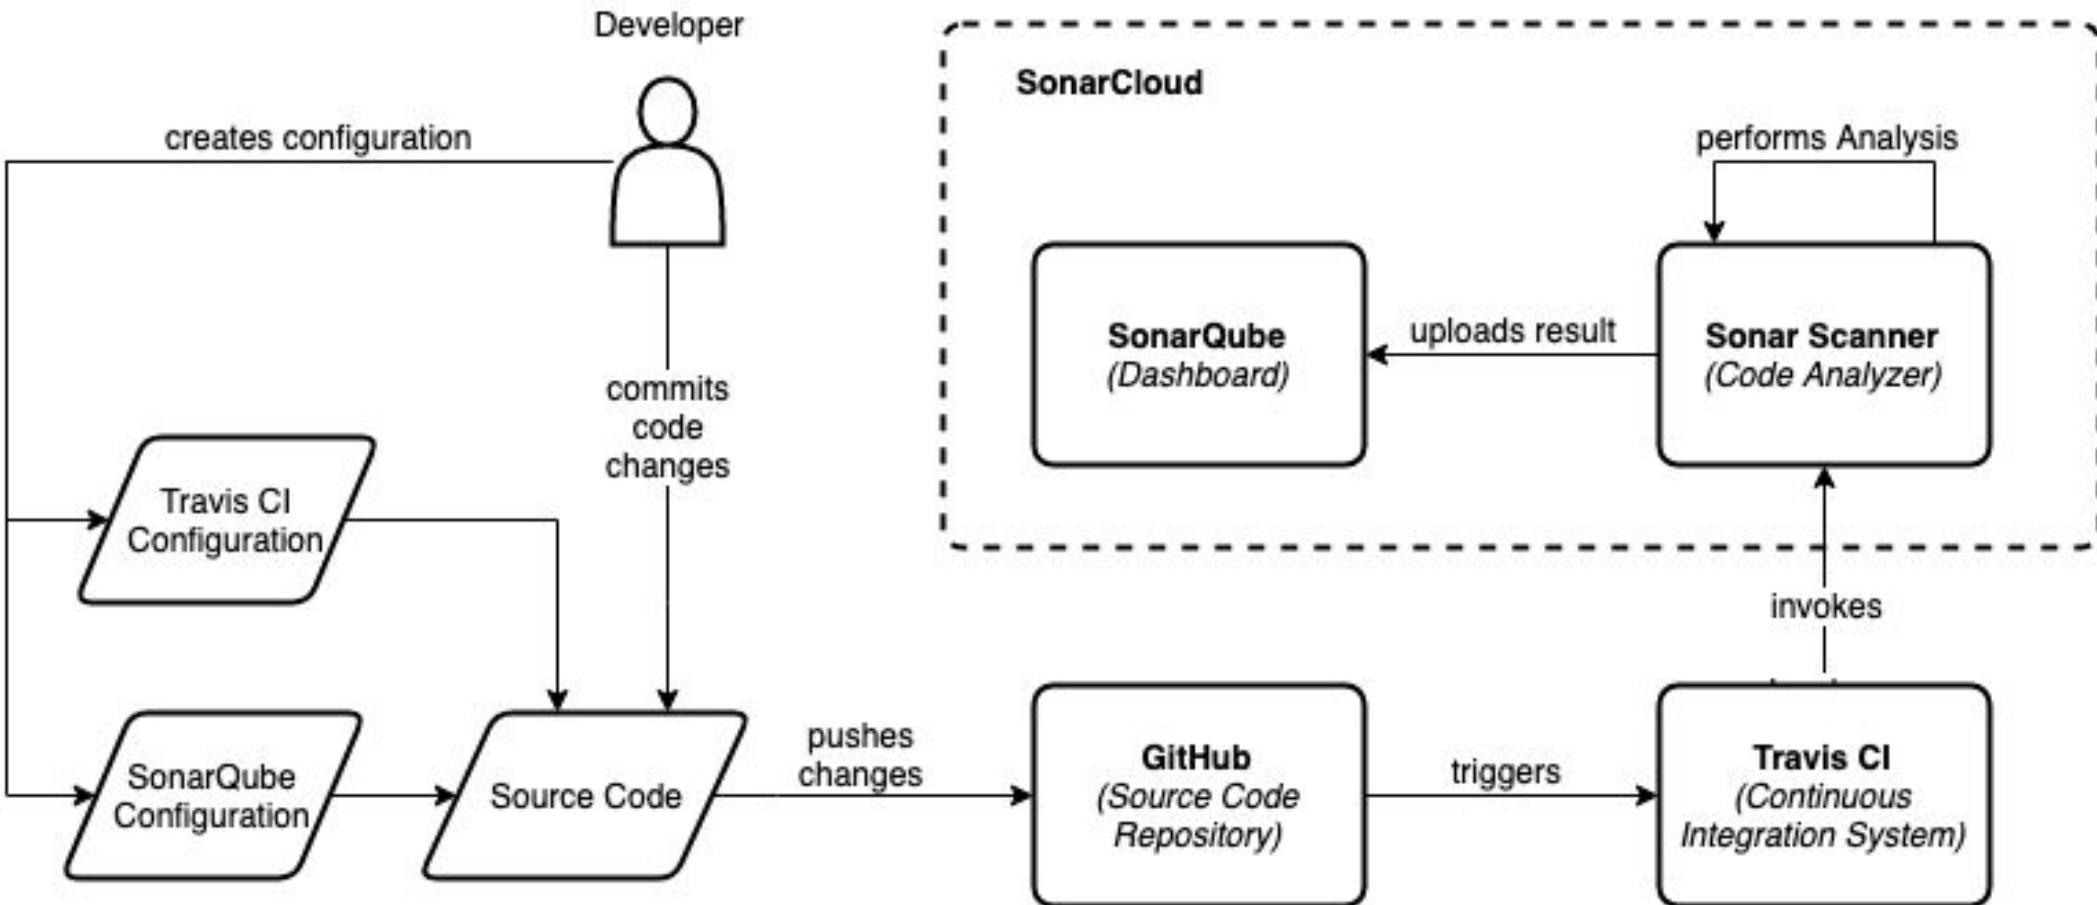 Developer
SonarCloud
creates configuration
performs Analysis
SonarQube
(Dashboard)
uploads result
Sonar Scanner
(Code Analyzer)
commits
code
changes
Travis CI
Configuration
invokes
SonarQube
Configuration
Source Code
pushes
changes
GitHub
(Source Code
Repository)
triggers
Travis CI
(Continuous
Integration System)